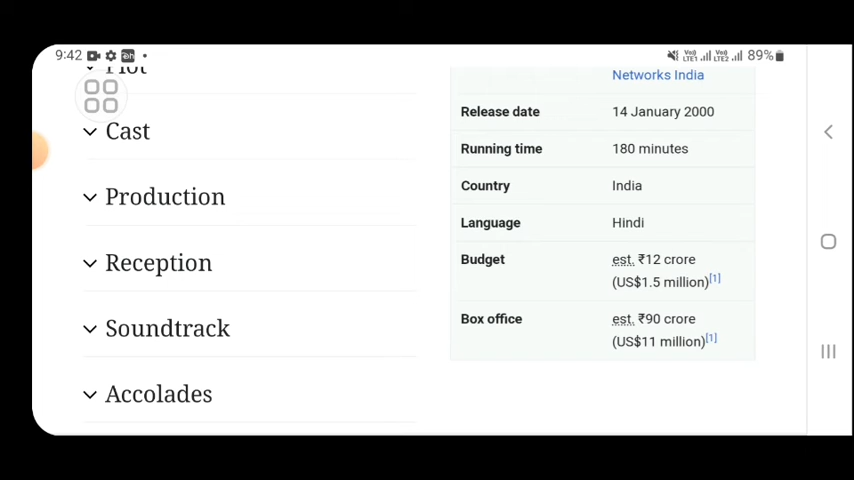 9:42
89%
Plot
Cast
Production
Reception
Soundtrack
Accolades
Networks India
Release date 14 January 2000
Running time 180 minutes
Country India
Language Hindi
Budget est. ₹12 crore
(US$1.5 million)[1]
Box office est. ₹90 crore
(US$11 million)[1]